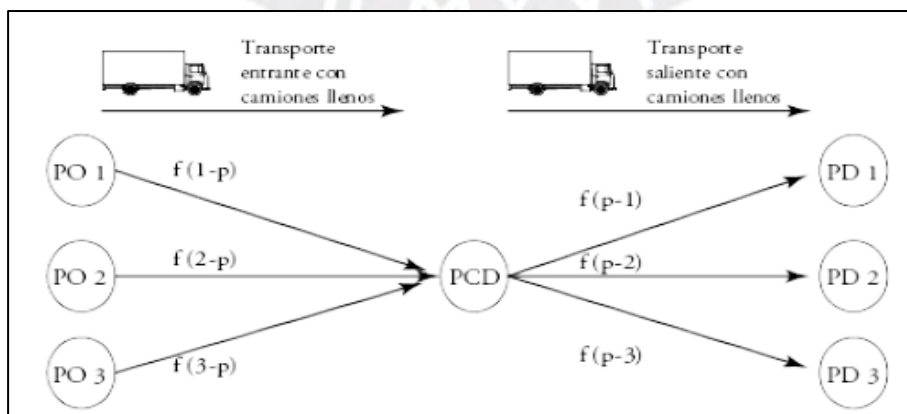 Transporte
entrante con
camiones llenos
Transporte
saliente con
camiones llenos
PO 1
f (1-p)
f (p-1)
PD 1
PO 2
f (2-p)
PCD
f (p-2)
PD 2
PO 3
f (3-p)
f (p-3)
PD 3